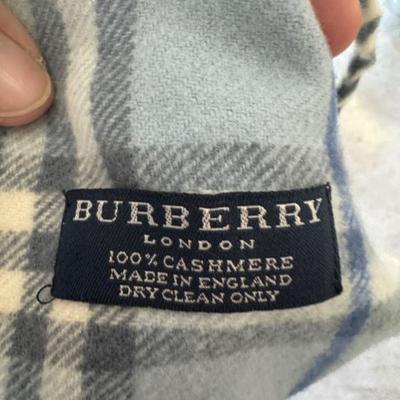 BURBERRY
LONDON
100% CASHMERE
MADE IN ENGLAND
DRY CLEAN ONLY